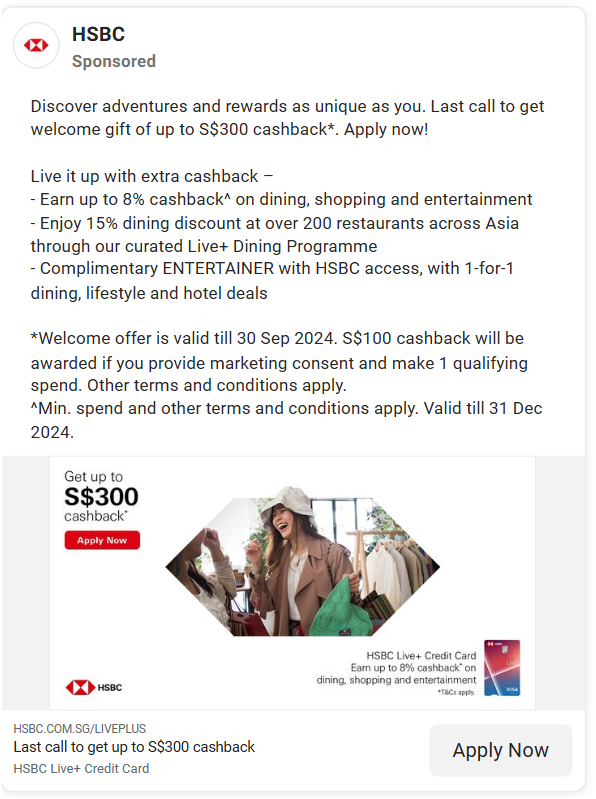 HSBC
Sponsored
Discover adventures and rewards as unique as you. Last call to get
welcome gift of up to S$300 cashback*. Apply now!
Live it up with extra cashback –
- Earn up to 8% cashback^ on dining, shopping and entertainment
- Enjoy 15% dining discount at over 200 restaurants across Asia
through our curated Live+ Dining Programme
- Complimentary ENTERTAINER with HSBC access, with 1-for-1
dining, lifestyle and hotel deals
*Welcome offer is valid till 30 Sep 2024. S$100 cashback will be
awarded if you provide marketing consent and make 1 qualifying
spend. Other terms and conditions apply.
^Min. spend and other terms and conditions apply. Valid till 31 Dec
2024.
Get up to
S$300
cashback*
Apply Now
HSBC Live+ Credit Card
Earn up to 8% cashback* on
dining, shopping and entertainment
*T&Cs apply.
VISA
HSBC
HSBC.COM.SG/LIVEPLUS
Last call to get up to S$300 cashback
HSBC Live+ Credit Card
Apply Now